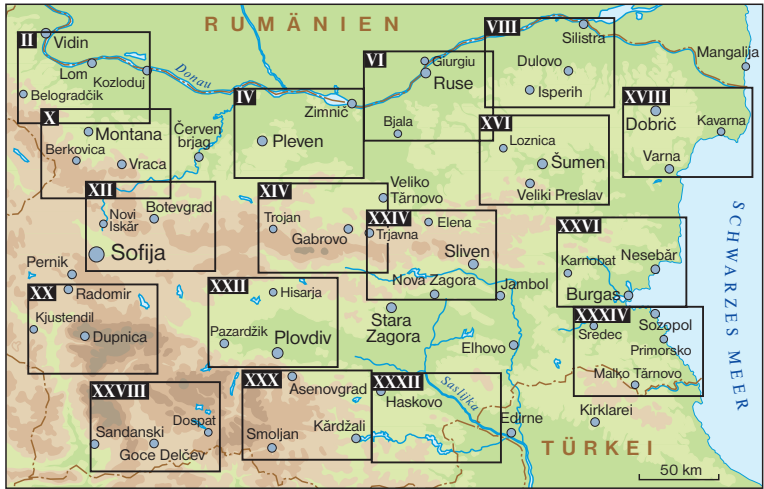 RUMÄNIEN
II
Vidin
Lom
Kozloduj
Belogradčik
Donau
VIII
Silistra
Dulovo
Isperih
Mangalija
VI
Giurgiu
Ruse
Bjala
IV
Zimnič
Pleven
X
Montana
Berkovica
Vraca
Červen
brjag
XVI
Loznica
Šumen
Veliki Preslav
XVIII
Dobrič
Kavarna
Varna
XII
Novi
Iskăr
Botevgrad
Sofija
XIV
Trojan
Gabrovo
Veliko
Tărnovo
XXIV
Trjavna
Elena
Sliven
Nova Zagora
XXVI
Karnobat
Nesebăr
Burgas
SCHWARZES MEER
Pernik
XX
Radomir
Kjustendil
Dupnica
XXII
Hisarja
Pazardžik
Plovdiv
Stara
Zagora
Jambol
Elhovo
XXXIV
Sredec
Sozopol
Primorsko
Malko Tărnovo
XXVIII
Sandanski
Dospat
Goce Delčev
XXX
Asenovgrad
Smoljan
Kărdžali
XXXII
Haskovo
Sasliјka
Edirne
Kirklarei
TÜRKEI
50 km